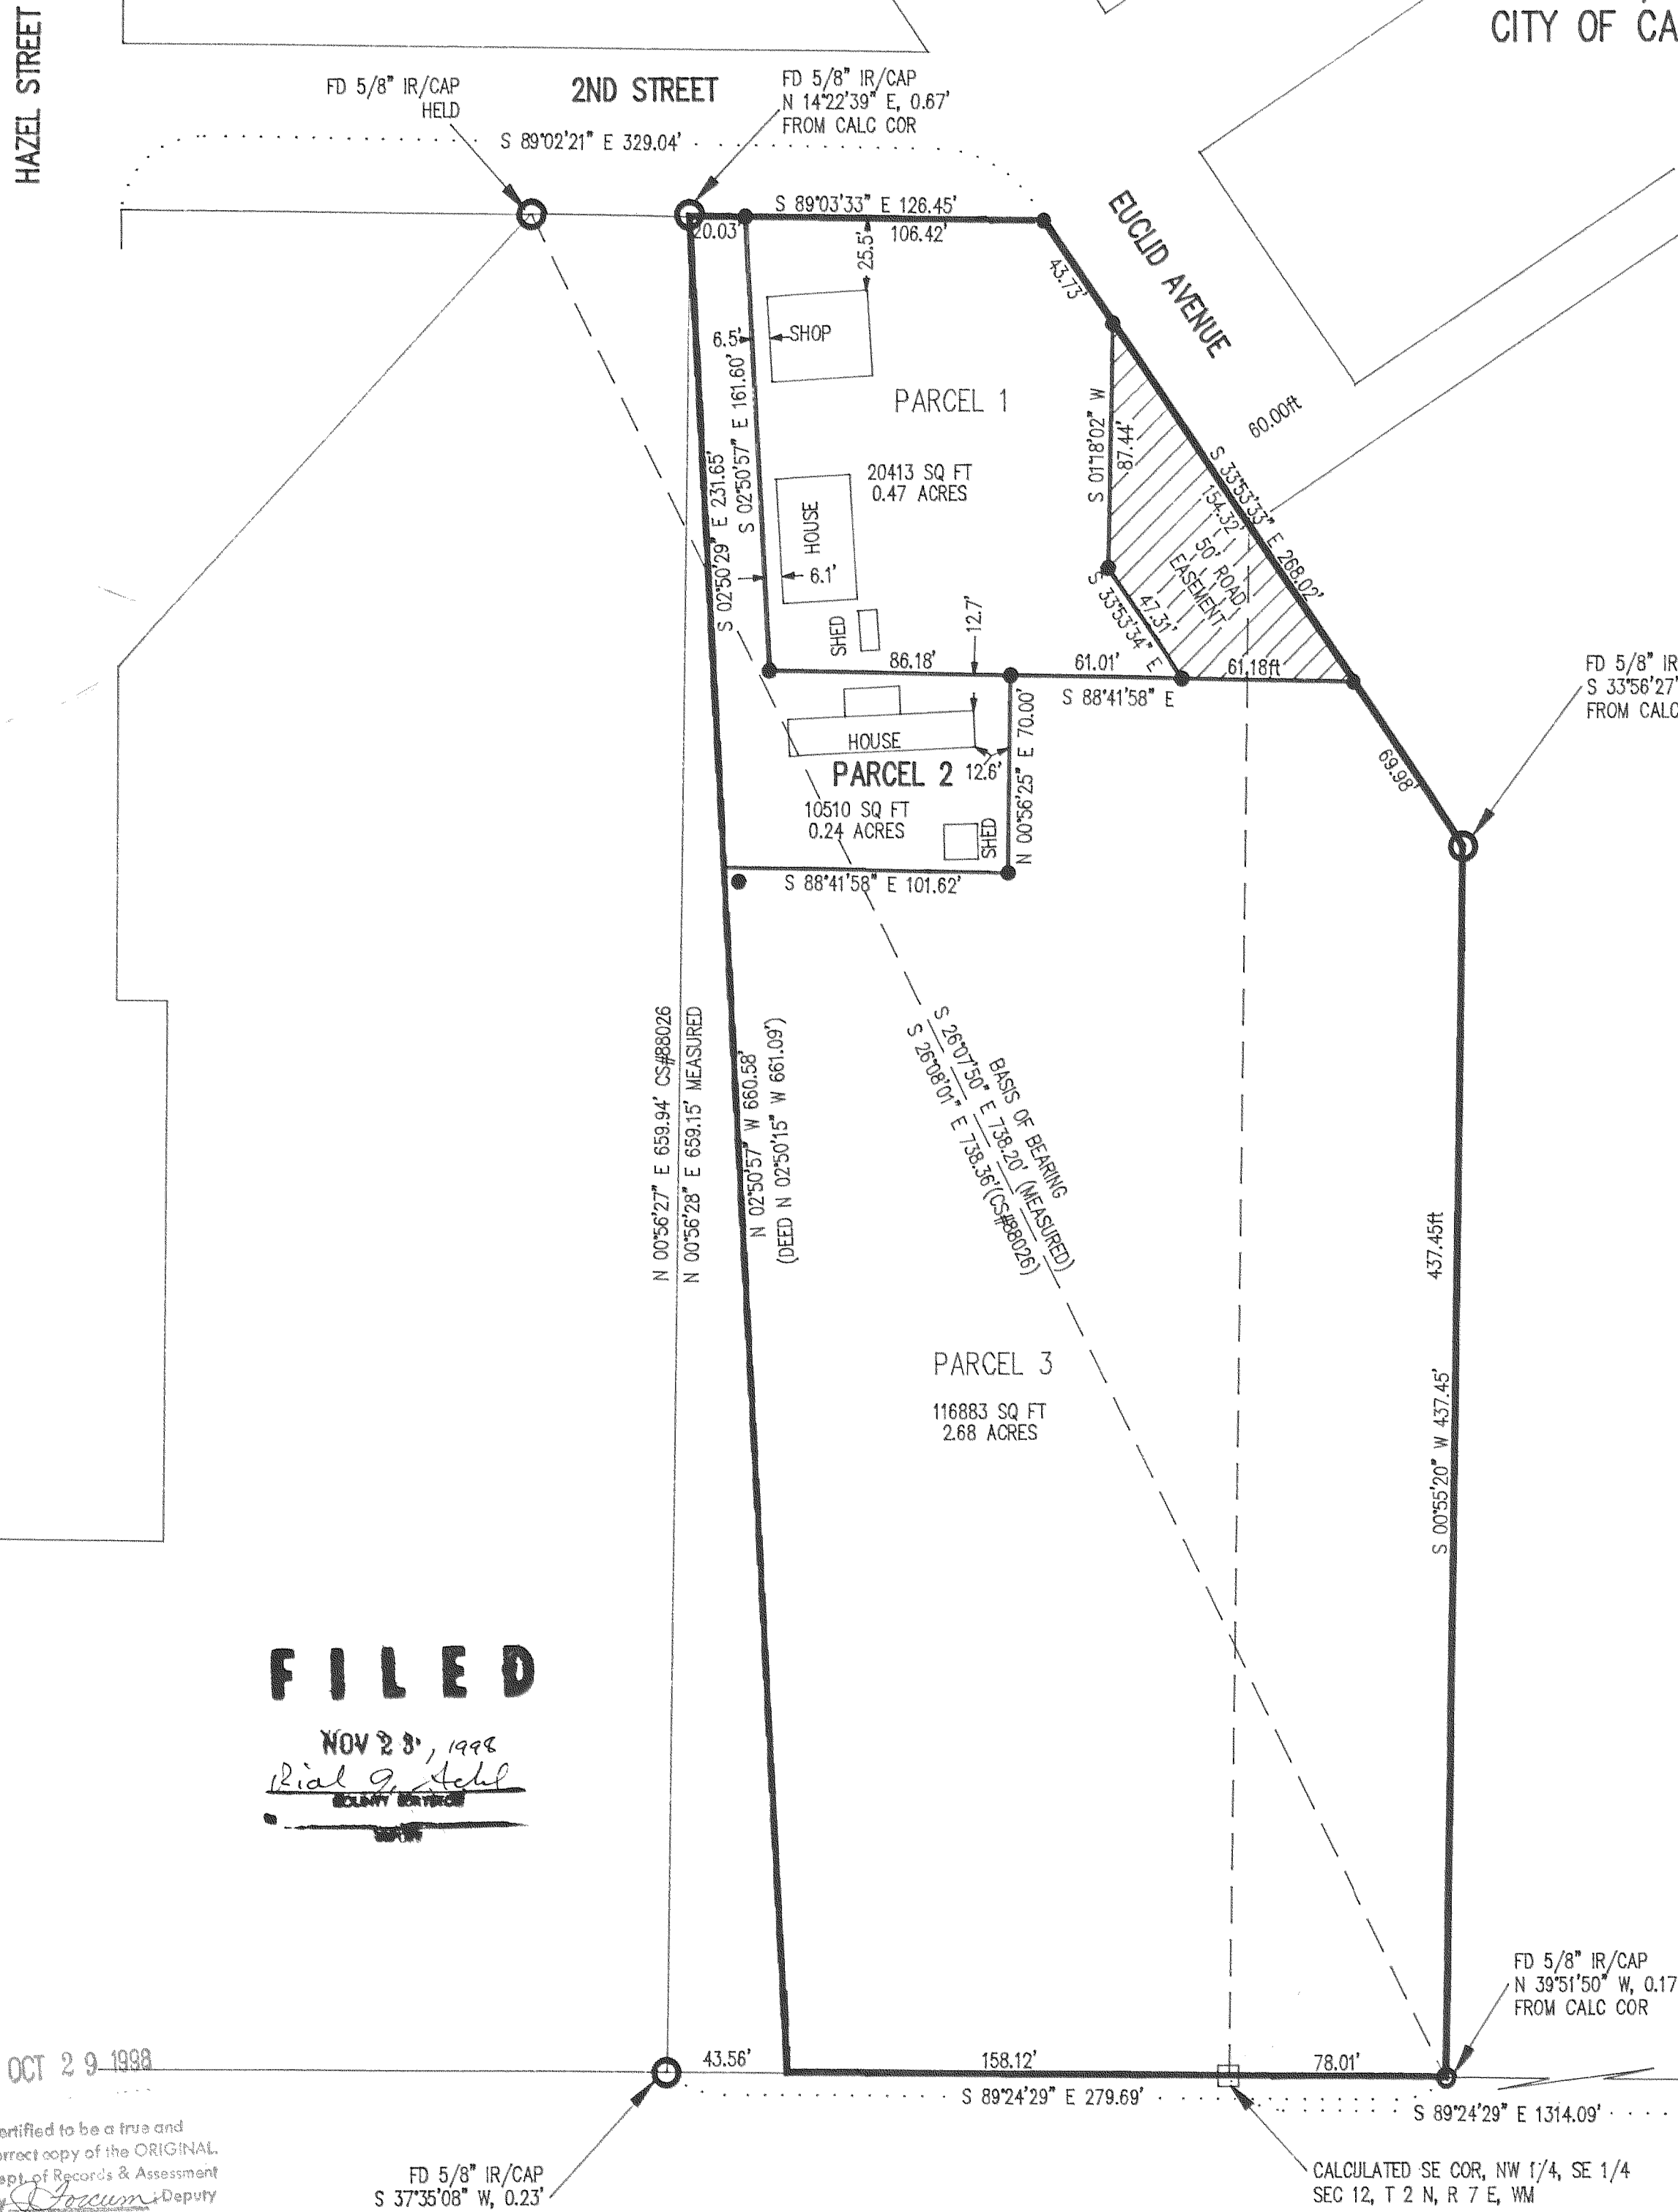 HAZEL STREET
CITY OF CA
FD 5/8" IR/CAP
HELD
2ND STREET
FD 5/8" IR/CAP
N 14°22'39" E, 0.67'
FROM CALC COR
S 89°02'21" E 329.04'
S 89°03'33" E 126.45'
20.03'
106.42'
25.5'
43.73'
EUCLID AVENUE
6.5'
SHOP
PARCEL 1
20413 SQ FT
0.47 ACRES
S 02°50'29" E 231.65'
S 02°50'57" E 161.60'
HOUSE
6.1'
SHED
S 01°18'02" W
87.44'
60.00ft
S 33°53'33" E 268.02'
154.32'
50' ROAD
EASEMENT
S 33°53'34" E
47.31'
12.7'
86.18'
61.01'
61.18ft
S 88°41'58" E
FD 5/8" IR
S 33°56'27"
FROM CALC
HOUSE
PARCEL 2
12.6'
10510 SQ FT
0.24 ACRES
SHED
N 00°56'25" E 70.00'
69.98'
S 88°41'58" E 101.62'
N 00°56'27" E 659.94' CS#88026
N 00°56'28" E 659.15' MEASURED
N 02°50'57" W 660.58'
(DEED N 02°50'15" W 661.09')
BASIS OF BEARING
S 26°07'50" E 738.20' (MEASURED)
S 26°08'01" E 738.36'(CS#88026)
437.45ft
S 00°55'20" W 437.45'
PARCEL 3
116883 SQ FT
2.68 ACRES
FILED
NOV 23, 1998
COUNTY SURVEYOR
DEPUTY
FD 5/8" IR/CAP
N 39°51'50" W, 0.17
FROM CALC COR
OCT 29 1998
43.56'
158.12'
78.01'
S 89°24'29" E 279.69'
S 89°24'29" E 1314.09'
ertified to be a true and
orrect copy of the ORIGINAL.
ept. of Records & Assessment
Deputy
FD 5/8" IR/CAP
S 37°35'08" W, 0.23'
CALCULATED SE COR, NW 1/4, SE 1/4
SEC 12, T 2 N, R 7 E, WM